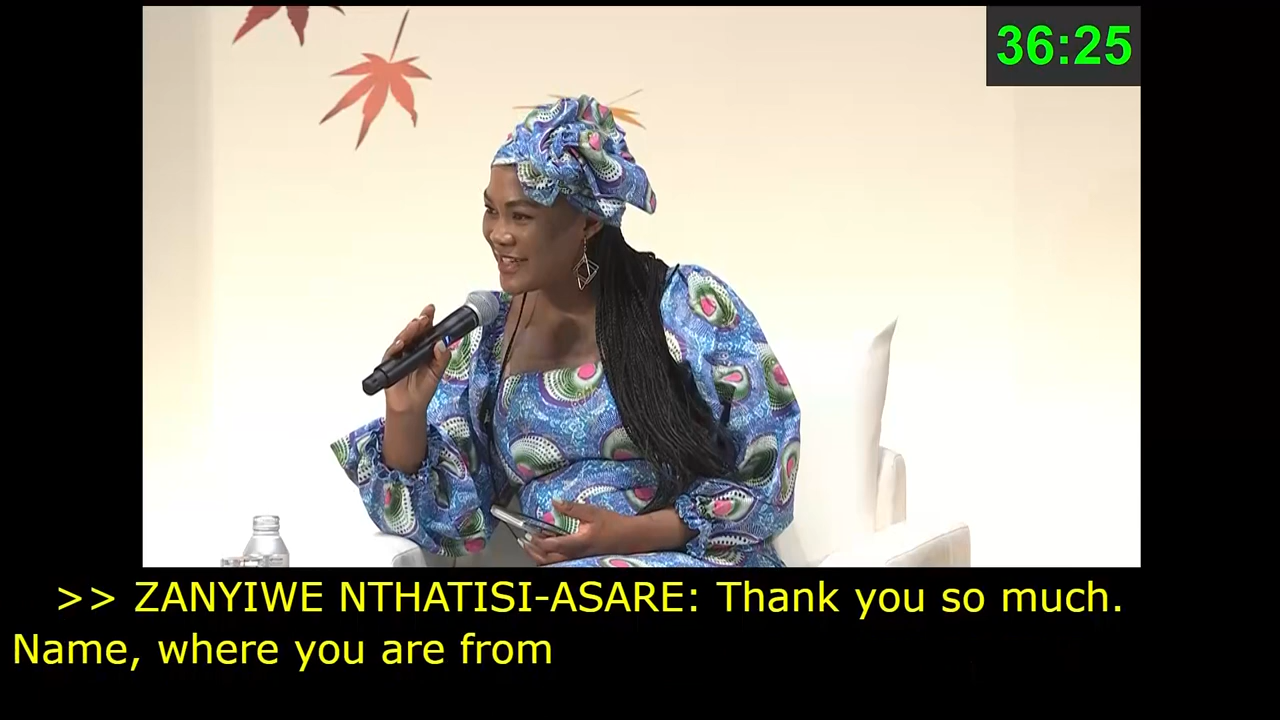 36:25
>> ZANYIWE NTHATISI-ASARE: Thank you so much.
Name, where you are from